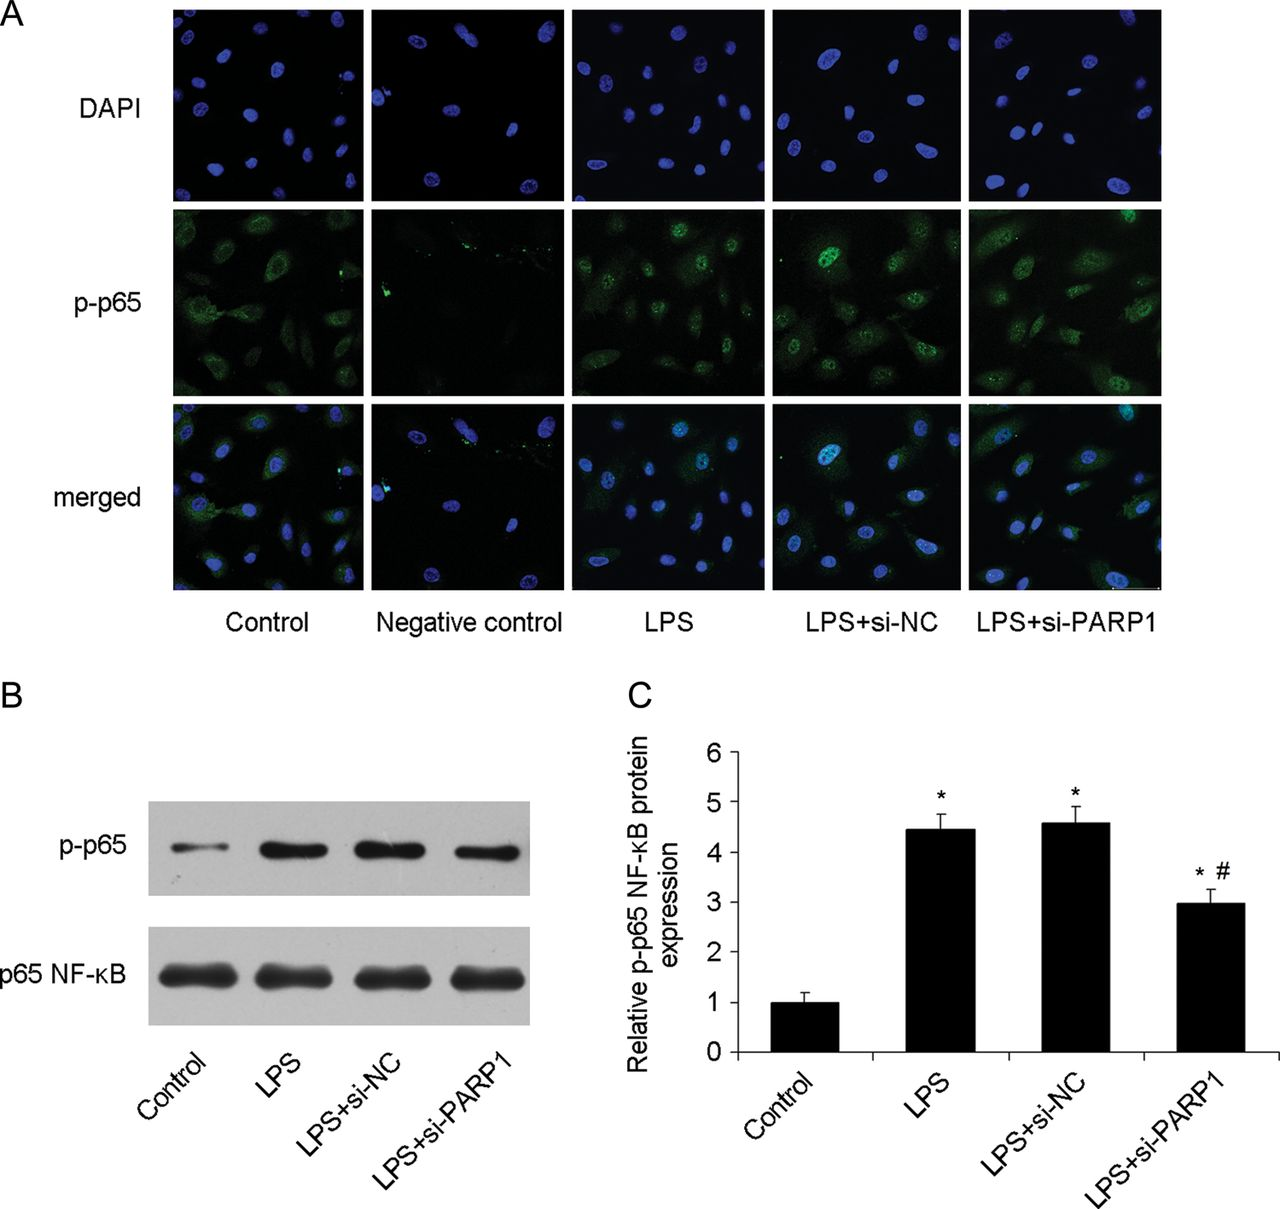 A
DAPI
p-p65
merged
Control
Negative control
LPS
LPS+si-NC
LPS+si-PARP1
B
p-p65
p65 NF-κB
Control
LPS
LPS+si-NC
LPS+si-PARP1
C
Relative p-p65 NF-κB protein
expression
6
5
4
3
2
1
0
*
*
* #
Control
LPS
LPS+si-NC
LPS+si-PARP1